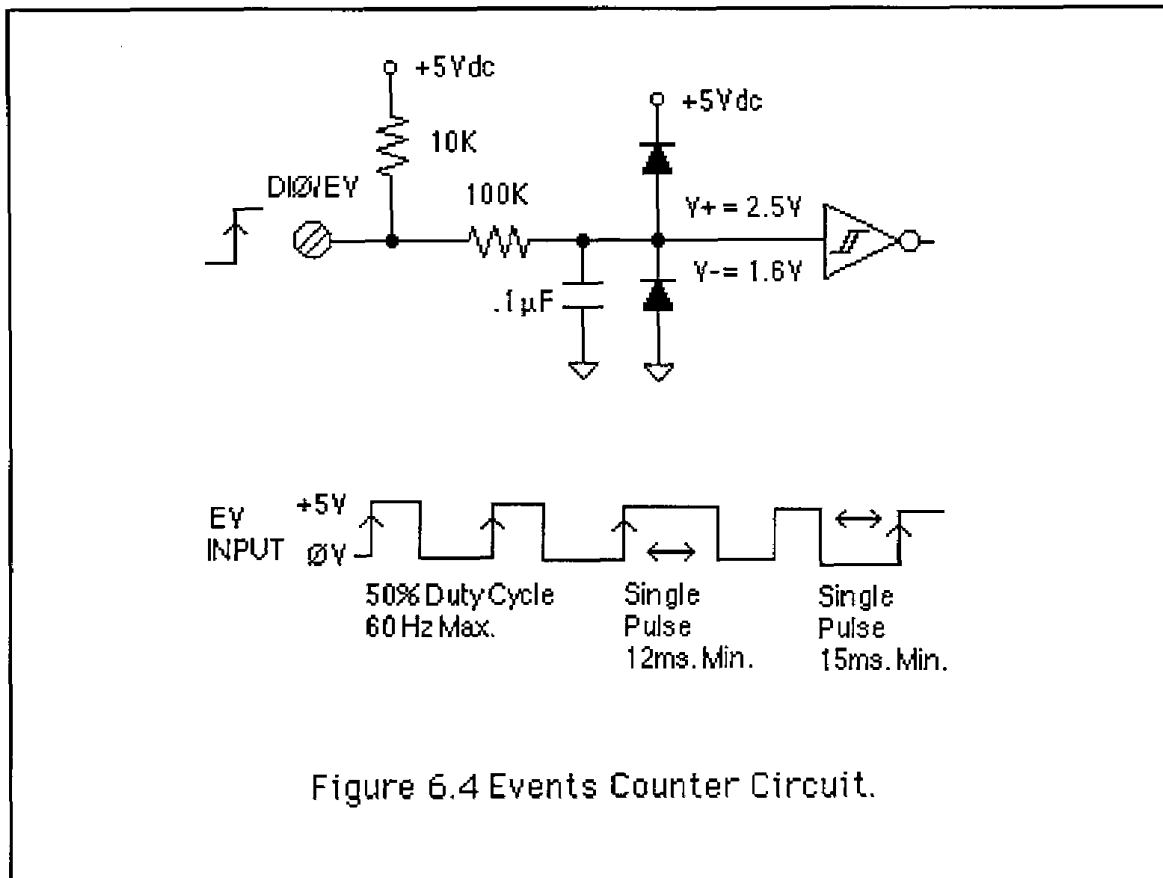 +5Vdc
+5Vdc
10K
DIØ/EV
100K
V+ = 2.5V
V- = 1.6V
.1µF
EV
INPUT
+5V
ØV
50% Duty Cycle
60 Hz Max.
Single
Pulse
12ms. Min.
Single
Pulse
15ms. Min.
Figure 6.4 Events Counter Circuit.